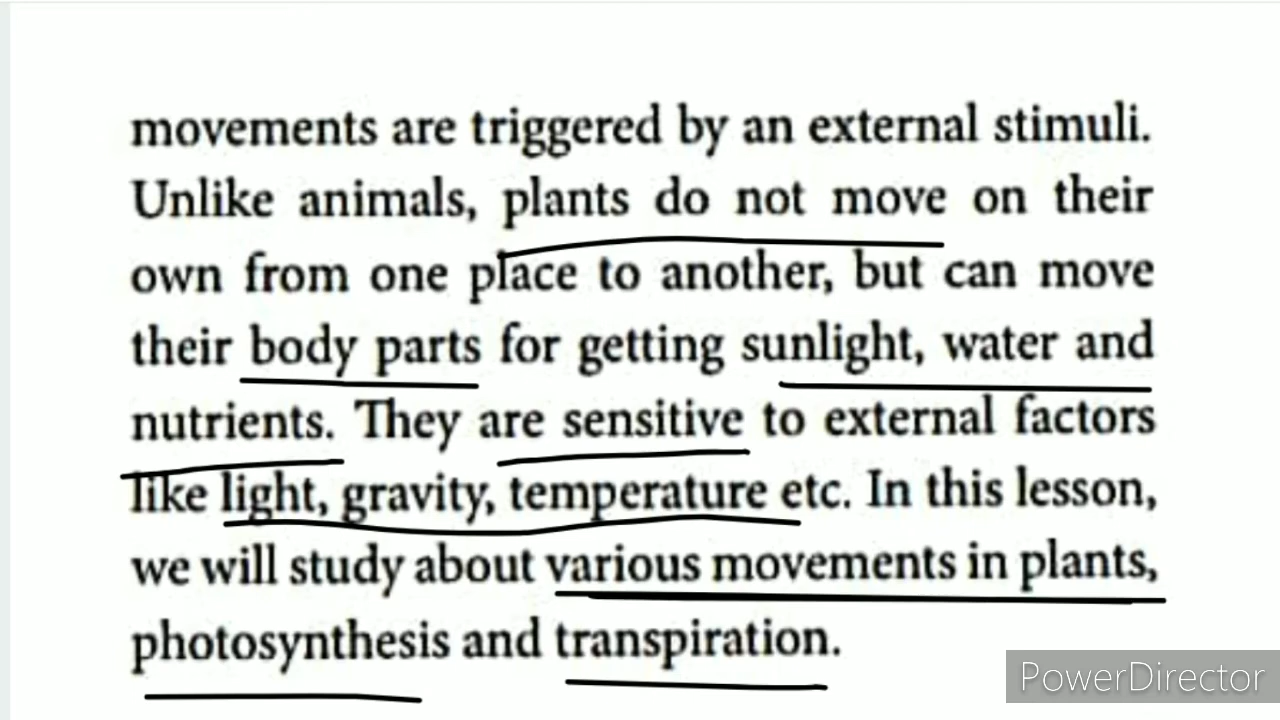 movements are triggered by an external stimuli.
Unlike animals, plants do not move on their
own from one place to another, but can move
their body parts for getting sunlight, water and
nutrients. They are sensitive to external factors
like light, gravity, temperature etc. In this lesson,
we will study about various movements in plants,
photosynthesis and transpiration.
PowerDirector